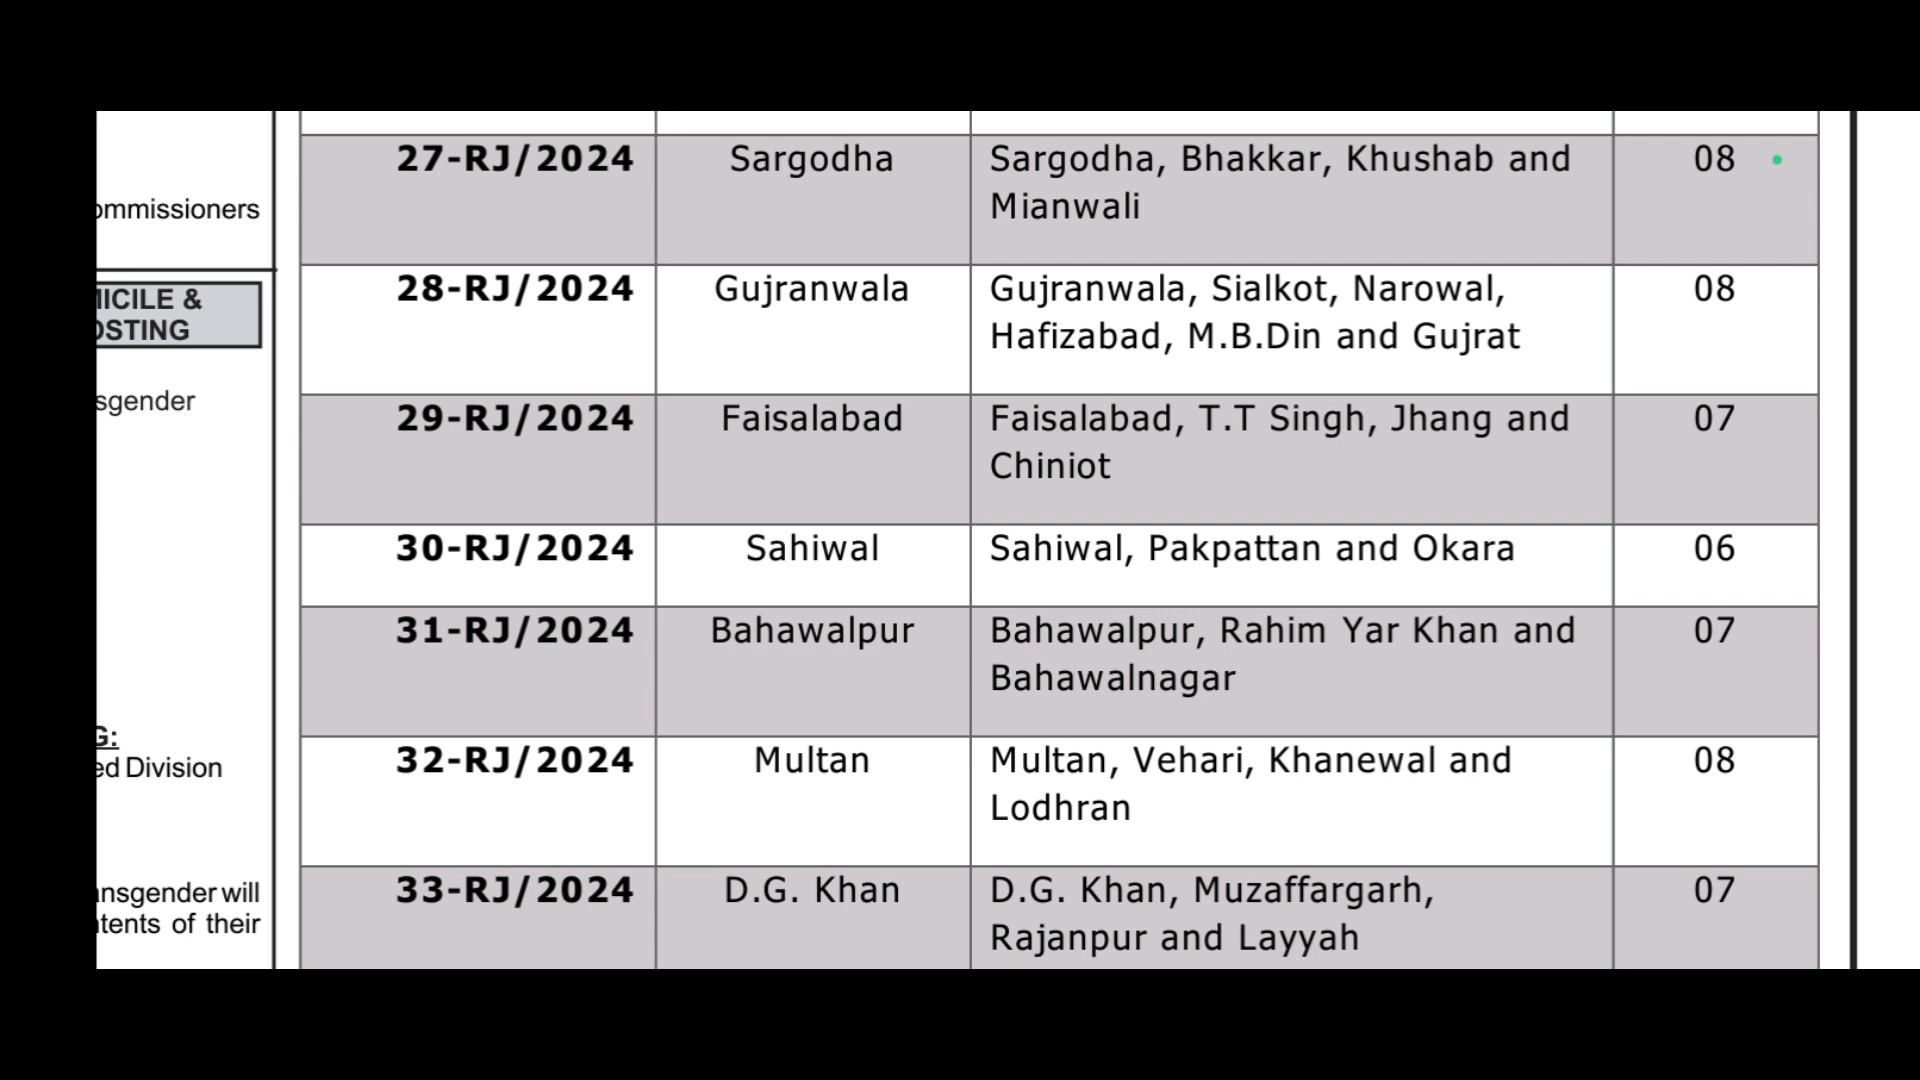 ommissioners
MICILE &
OSTING
sgender
G:
ed Division
ansgender will
ntents of their
27-RJ/2024 Sargodha Sargodha, Bhakkar, Khushab and 08
Mianwali
28-RJ/2024 Gujranwala Gujranwala, Sialkot, Narowal, 08
Hafizabad, M.B.Din and Gujrat
29-RJ/2024 Faisalabad Faisalabad, T.T Singh, Jhang and 07
Chiniot
30-RJ/2024 Sahiwal Sahiwal, Pakpattan and Okara 06
31-RJ/2024 Bahawalpur Bahawalpur, Rahim Yar Khan and 07
Bahawalnagar
32-RJ/2024 Multan Multan, Vehari, Khanewal and 08
Lodhran
33-RJ/2024 D.G. Khan D.G. Khan, Muzaffargarh, 07
Rajanpur and Layyah